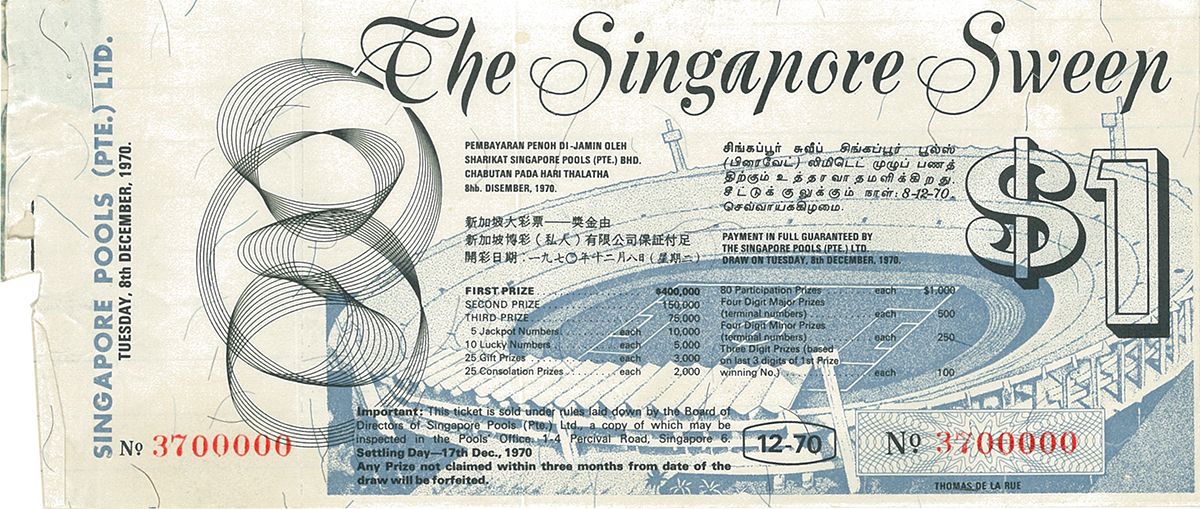 The Singapore Sweep
SINGAPORE POOLS (PTE.) LTD.
TUESDAY, 8th DECEMBER, 1970.
PEMBAYARAN PENOH DI-JAMIN OLEH
SHARIKAT SINGAPORE POOLS (PTE.) BHD.
CHABUTAN PADA HARI THALATHA
8hb. DISEMBER, 1970.
新加坡大彩票——獎金由
新加坡博彩(私人)有限公司保証付足
開彩日期:一九七〇年十二月八日(星期二)
சிங்கப்பூர் சுவீப் சிங்கப்பூர் பூல்ஸ்
(பிரைவேட்) லிமிடெட் முழுப் பணத்
திற்கும் உத்தரவாதமளிக்கிறது.
சீட்டுக் குலுக்கும் நாள்: 8-12-70.
செவ்வாய்க்கிழமை.
PAYMENT IN FULL GUARANTEED BY
THE SINGAPORE POOLS (PTE.) LTD
DRAW ON TUESDAY, 8th DECEMBER, 1970.
$1
FIRST PRIZE $400,000
SECOND PRIZE 150,000
THIRD PRIZE 75,000
5 Jackpot Numbers each 10,000
10 Lucky Numbers each 5,000
25 Gift Prizes each 3,000
25 Consolation Prizes each 2,000
80 Participation Prizes each $1,000
Four Digit Major Prizes
(terminal numbers) each 500
Four Digit Minor Prizes
(terminal numbers) each 250
Three Digit Prizes (based
on last 3 digits of 1st Prize
winning No.) each 100
Important: This ticket is sold under rules laid down by the Board of
Directors of Singapore Pools (Pte.) Ltd., a copy of which may be
inspected in the Pools' Office. 1-4 Percival Road, Singapore 6.
Settling Day—17th Dec., 1970
Any Prize not claimed within three months from date of the
draw will be forfeited.
No 3700000
12-70
No 3700000
THOMAS DE LA RUE